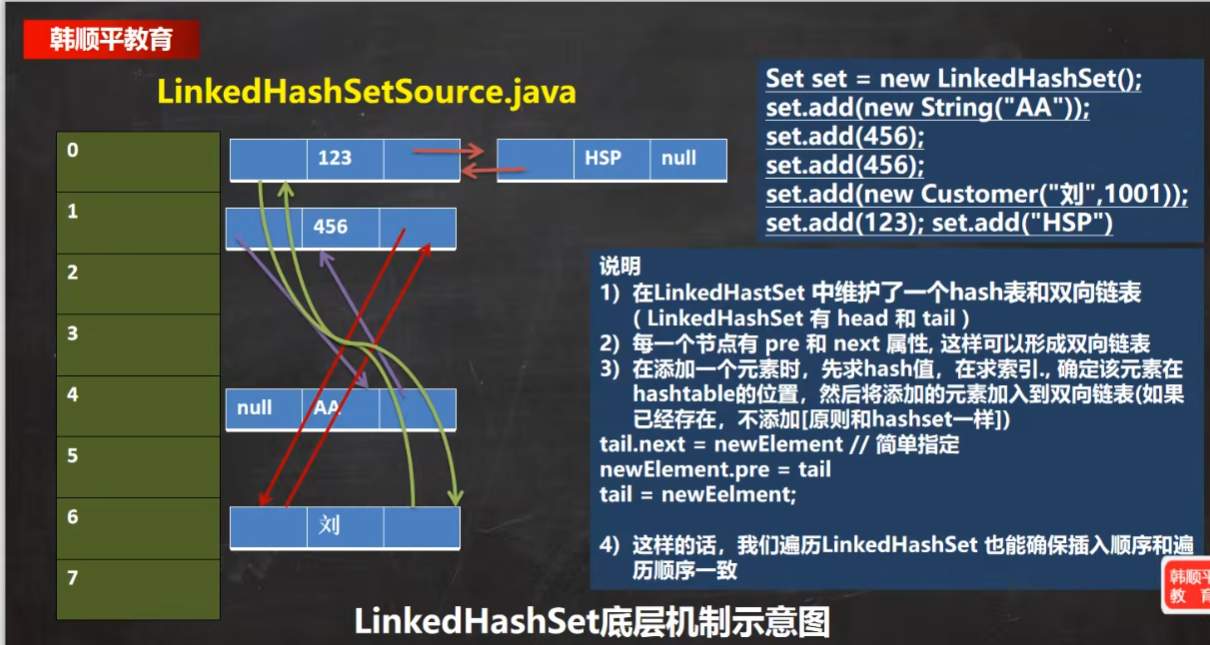 韩顺平教育
LinkedHashSetSource.java
Set set = new LinkedHashSet();
set.add(new String("AA"));
set.add(456);
set.add(456);
set.add(new Customer("刘",1001));
set.add(123); set.add("HSP")
0
123
HSP
null
1
456
2
3
4
null
AA
5
6
刘
7
说明
1) 在LinkedHastSet 中维护了一个hash表和双向链表
( LinkedHashSet 有 head 和 tail )
2) 每一个节点有 pre 和 next 属性, 这样可以形成双向链表
3) 在添加一个元素时，先求hash值，在求索引., 确定该元素在
hashtable的位置，然后将添加的元素加入到双向链表(如果
已经存在，不添加[原则和hashset一样])
tail.next = newElement // 简单指定
newElement.pre = tail
tail = newEelment;
4) 这样的话，我们遍历LinkedHashSet 也能确保插入顺序和遍
历顺序一致
韩顺平
教 育
LinkedHashSet底层机制示意图